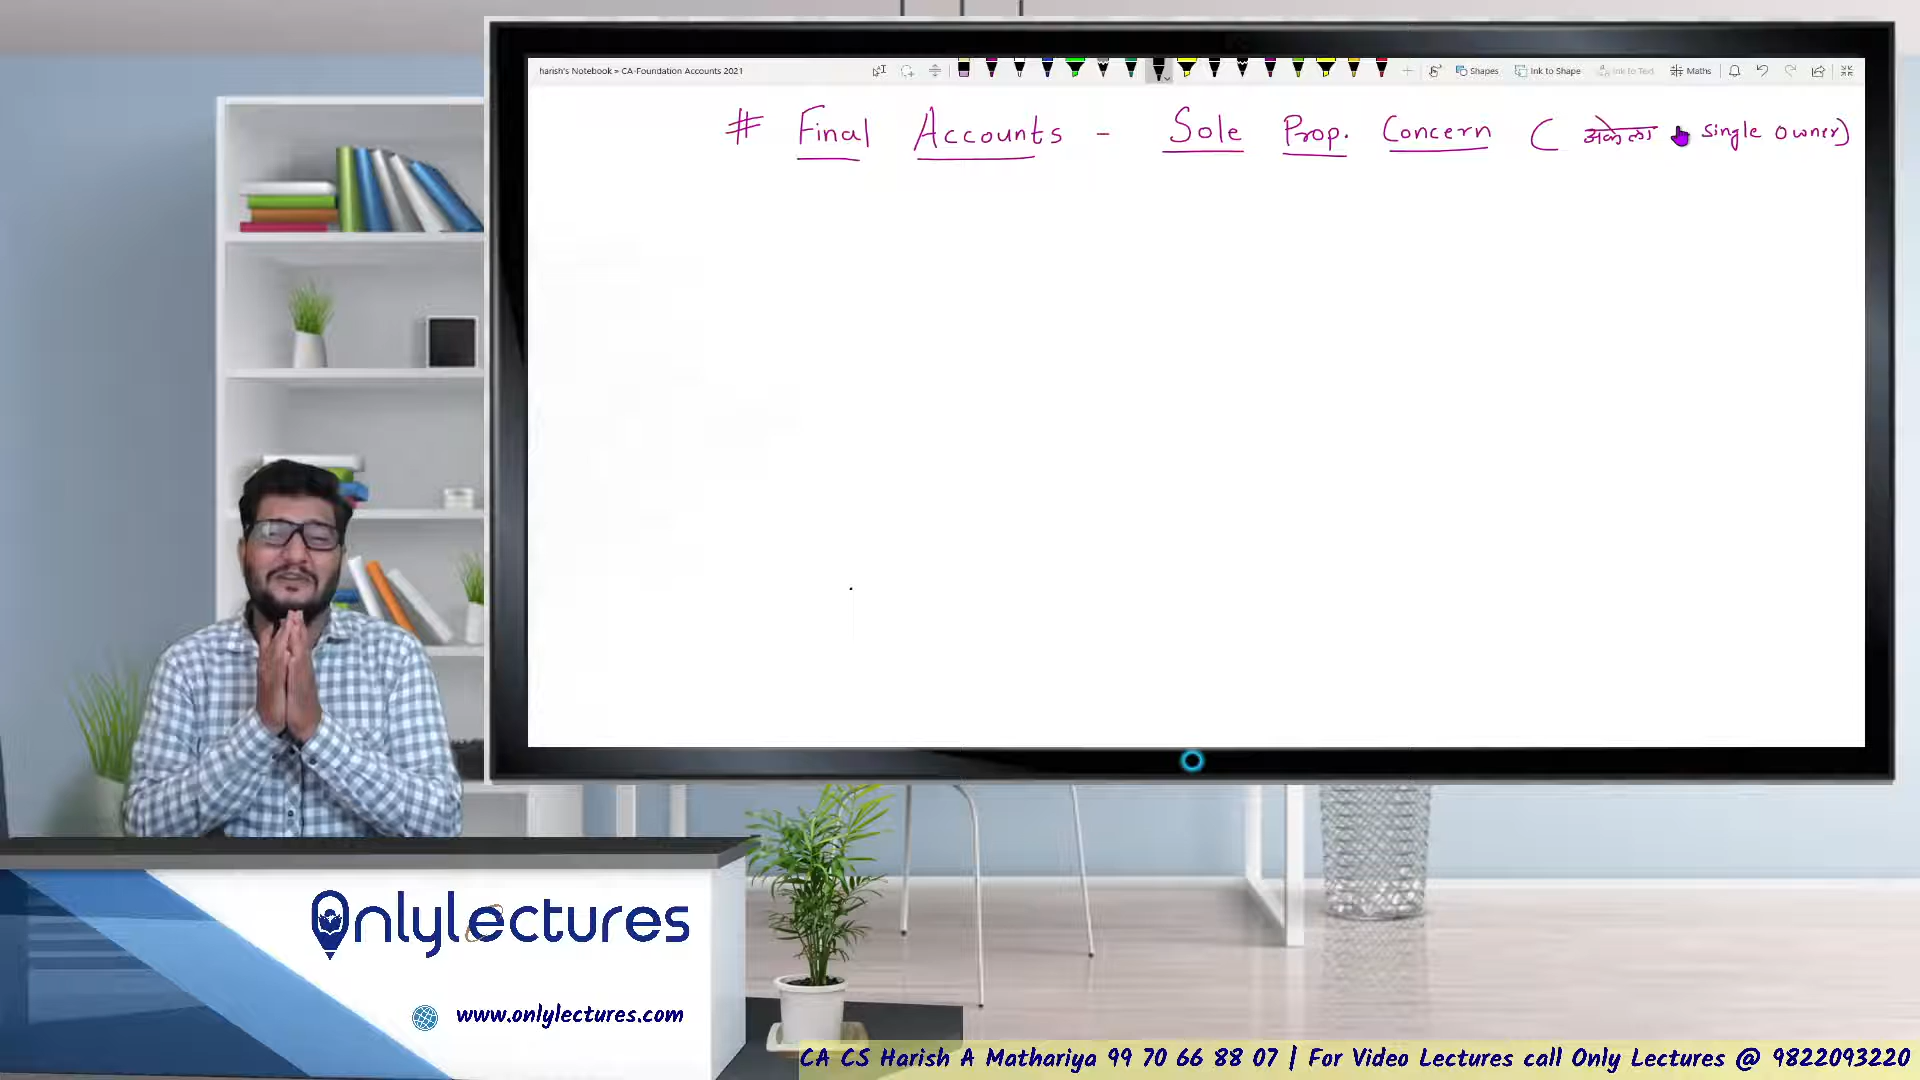 harish's Notebook > CA-Foundation Accounts 2021
Shapes Ink to Shape Ink to Text Maths
# Final Accounts - Sole Prop. Concern ( अकेला single owner)
Onlylectures
www.onlylectures.com
CA CS Harish A Mathariya 99 70 66 88 07 | For Video Lectures call Only Lectures @ 9822093220